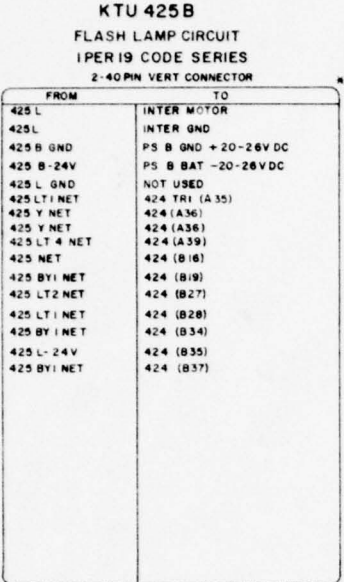 KTU 425B
FLASH LAMP CIRCUIT
1 PER 19 CODE SERIES
2-40 PIN VERT CONNECTOR
*
FROM TO
425 L INTER MOTOR
425L INTER GND
425 B GND PS B GND +20-26V DC
425 B-24V PS B BAT -20-26V DC
425 L GND NOT USED
425 LT1 NET 424 TR1 (A35)
425 Y NET 424 (A36)
425 Y NET 424 (A36)
425 LT 4 NET 424 (A39)
425 NET 424 (B16)
425 BY1 NET 424 (B19)
425 LT2 NET 424 (B27)
425 LT1 NET 424 (B28)
425 BY 1 NET 424 (B34)
425 L-24V 424 (B35)
425 BY1 NET 424 (B37)